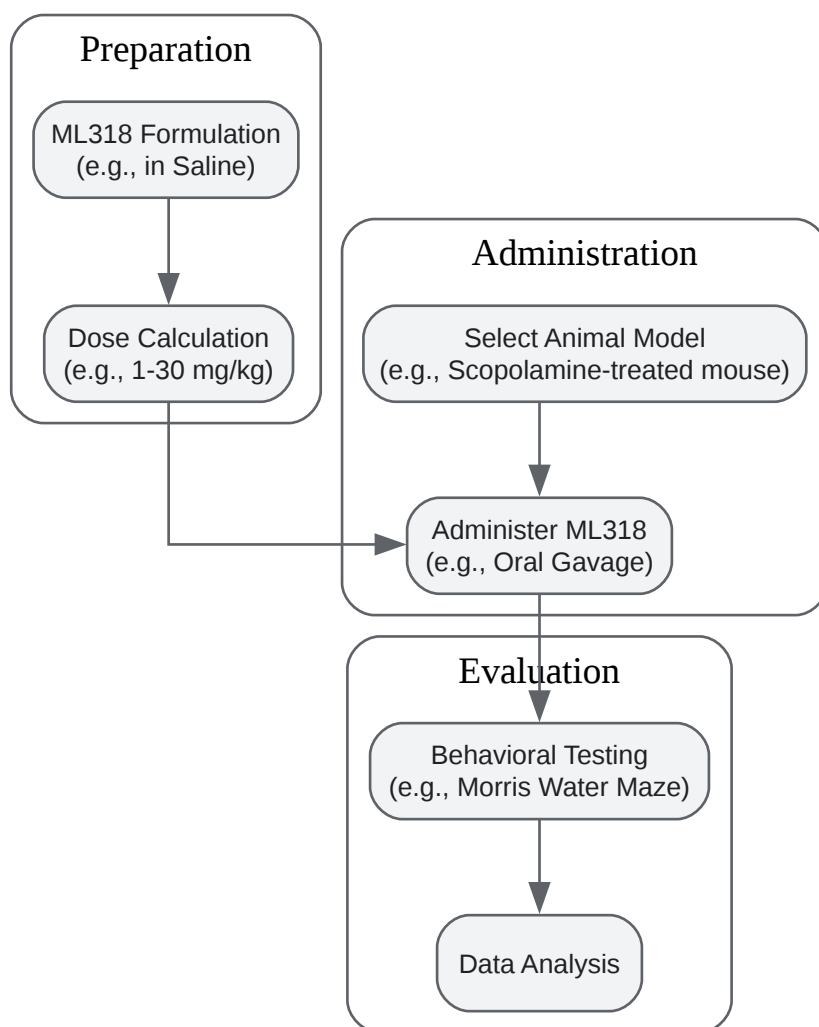 Preparation
ML318 Formulation
(e.g., in Saline)
Dose Calculation
(e.g., 1-30 mg/kg)
Administration
Select Animal Model
(e.g., Scopolamine-treated mouse)
Administer ML318
(e.g., Oral Gavage)
Evaluation
Behavioral Testing
(e.g., Morris Water Maze)
Data Analysis